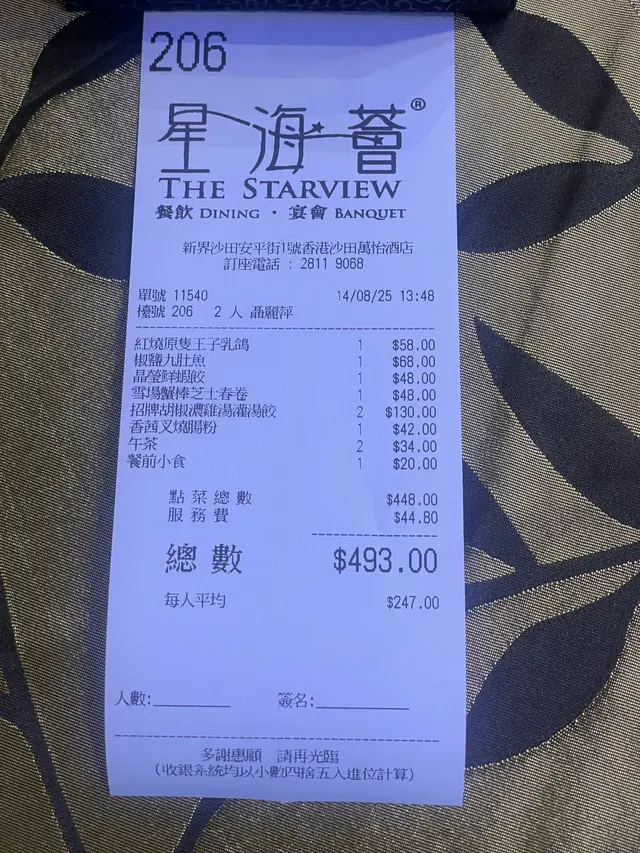 206
星海薈®
THE STARVIEW
餐飲 DINING · 宴會 BANQUET
新界沙田安平街1號香港沙田萬怡酒店
訂座電話 : 2811 9068
單號 11540 14/08/25 13:48
檯號 206 2 人 聶麗萍
紅燒原隻王子乳鴿 1 $58.00
椒鹽九肚魚 1 $68.00
晶瑩鮮蝦餃 1 $48.00
雪場蟹棒芝士春卷 1 $48.00
招牌胡椒濃雞湯灌湯餃 2 $130.00
香茜叉燒腸粉 1 $42.00
午茶 2 $34.00
餐前小食 1 $20.00
點菜總數 $448.00
服務費 $44.80
總數 $493.00
每人平均 $247.00
人數:________ 簽名:__________
多謝惠顧 請再光臨
(收銀系統均以小數四捨五入進位計算)